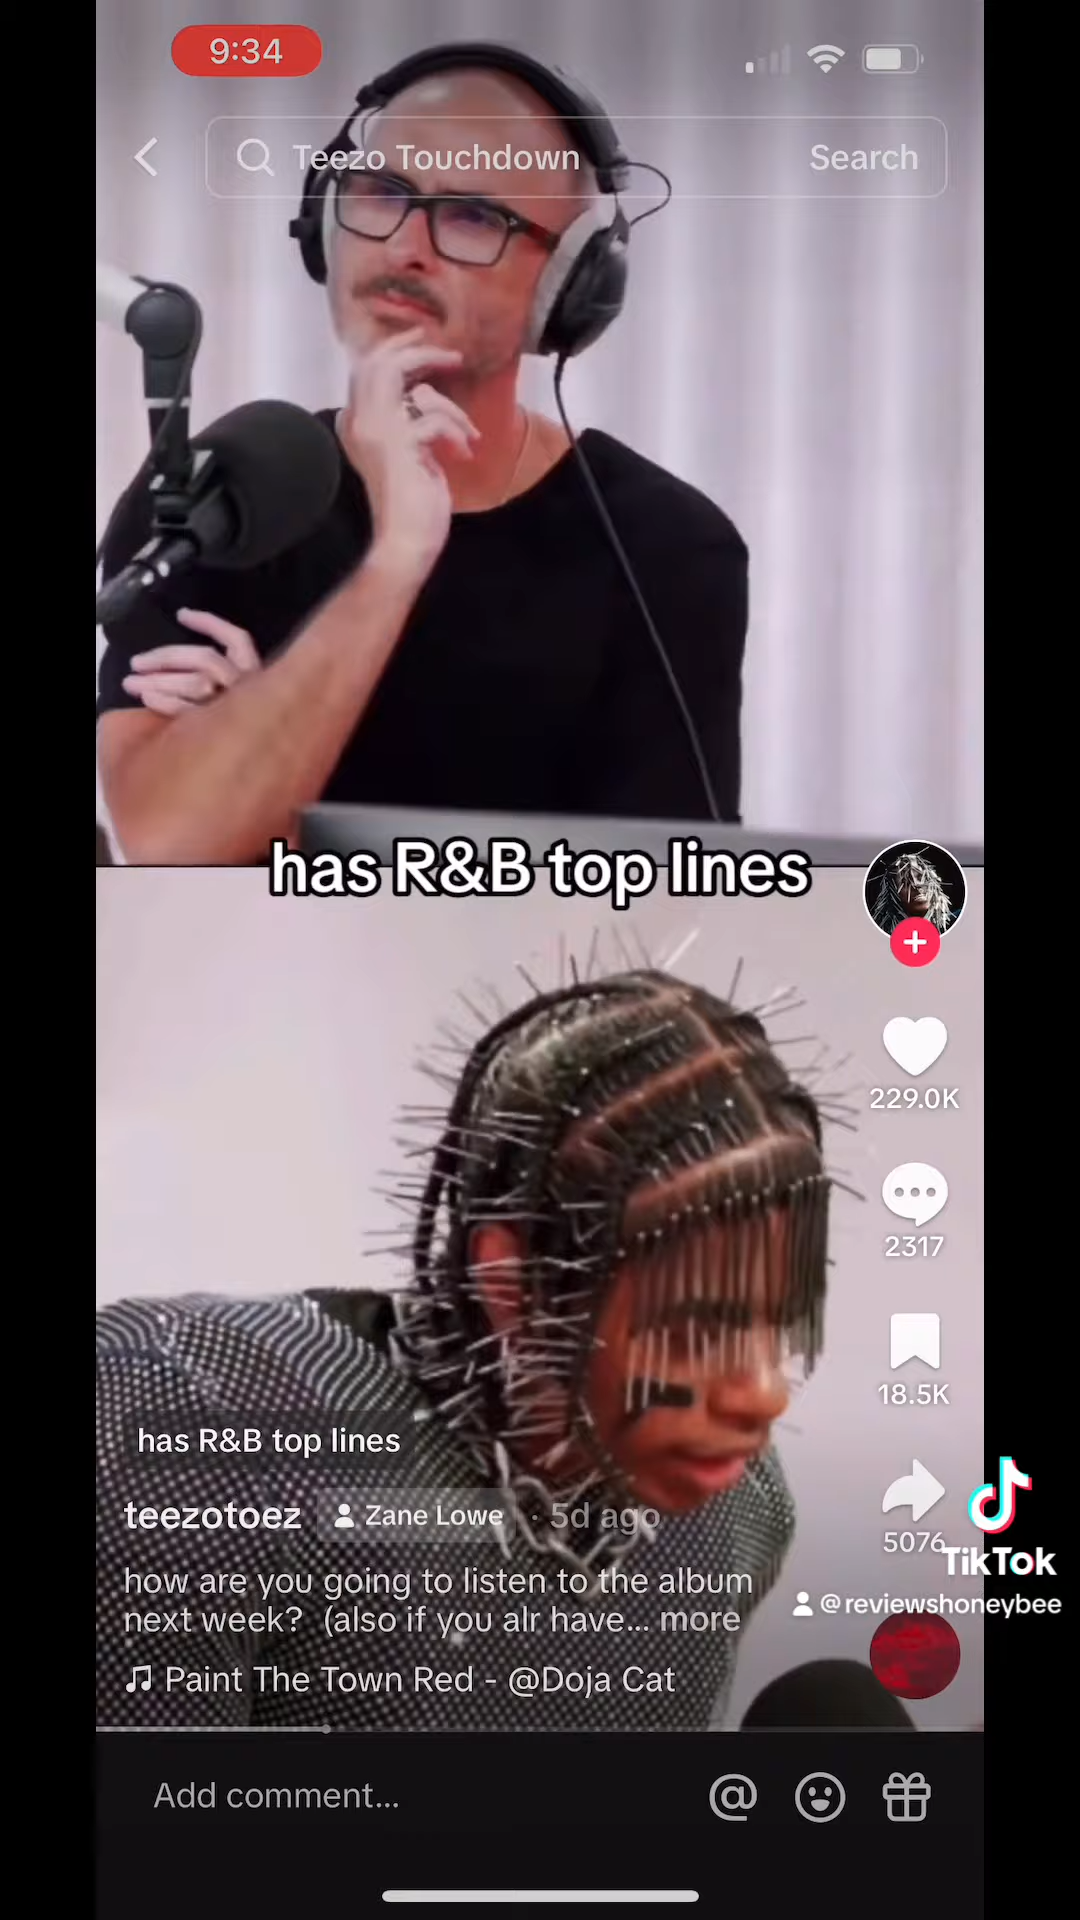 9:34
Teezo Touchdown
Search
has R&B top lines
229.0K
2317
18.5K
5076
has R&B top lines
teezotoez
Zane Lowe
· 5d ago
how are you going to listen to the album
next week? (also if you alr have... more
Paint The Town Red - @Doja Cat
TikTok
@reviewshoneybee
Add comment...